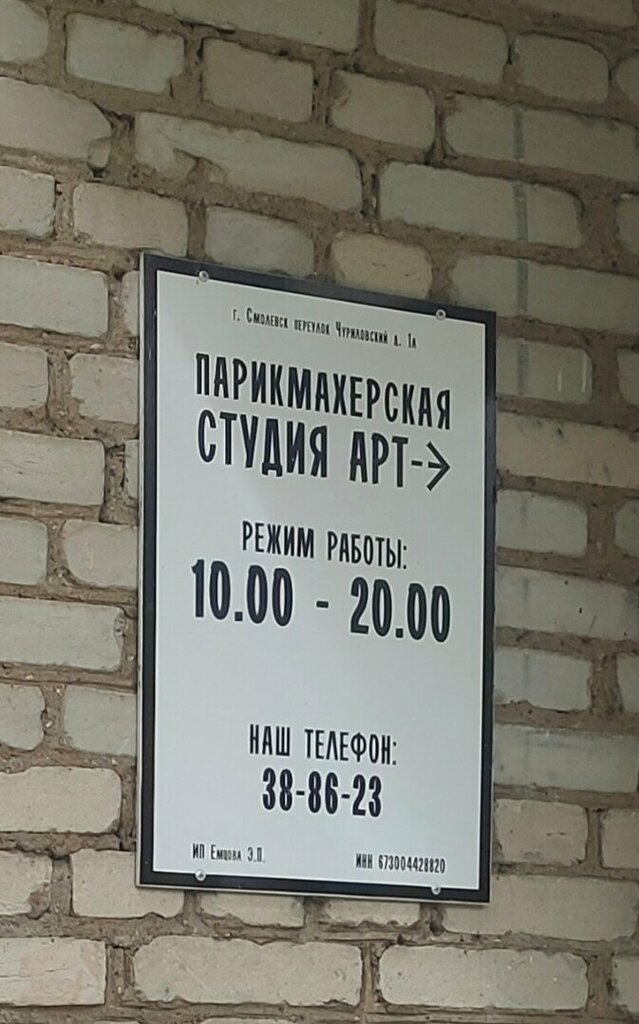 г. Смоленск переулок Чуриловский д. 1а
ПАРИКМАХЕРСКАЯ
СТУДИЯ АРТ->
РЕЖИМ РАБОТЫ:
10.00 - 20.00
НАШ ТЕЛЕФОН:
38-86-23
ИП Емцова Э.П.
ИНН 673004428820